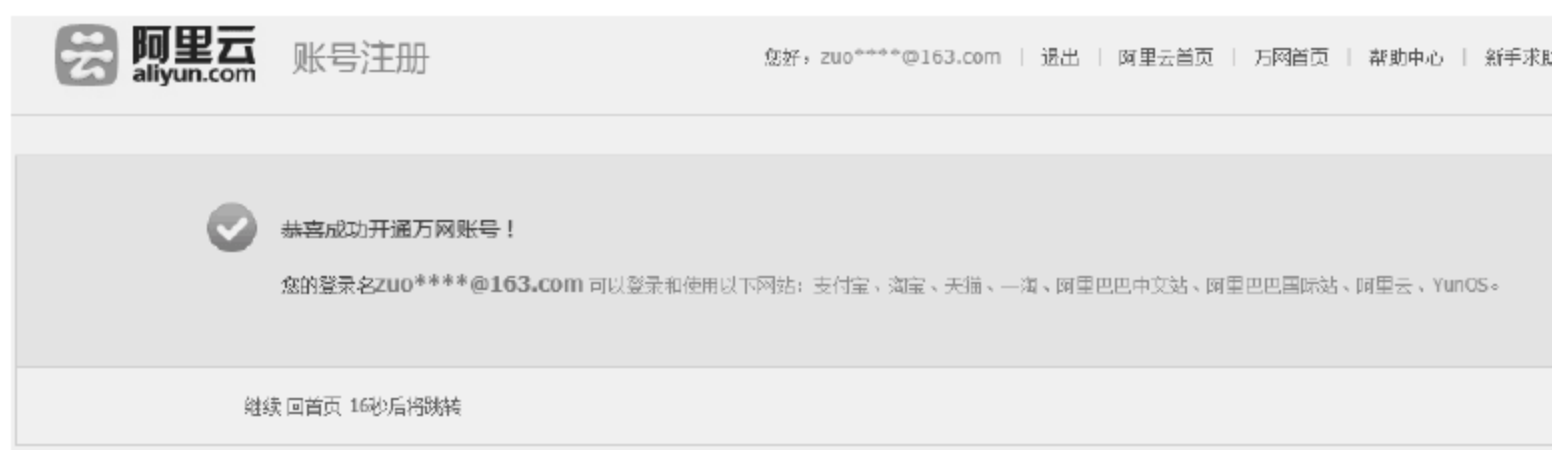 阿里云
aliyun.com
账号注册
您好，zuo****@163.com | 退出 | 阿里云首页 | 万网首页 | 帮助中心 | 新手求助
恭喜成功开通万网账号！
您的登录名zuo****@163.com 可以登录和使用以下网站：支付宝、淘宝、天猫、一淘、阿里巴巴中文站、阿里巴巴国际站、阿里云、YunOS。
继续 回首页 16秒后将跳转